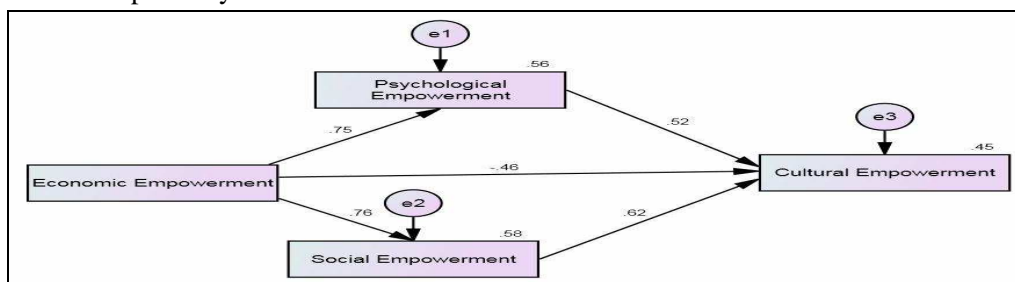 e1
.56
Psychological
Empowerment
.75
.52
e3
.45
Economic Empowerment
-.46
Cultural Empowerment
.76
e2
.62
.58
Social Empowerment